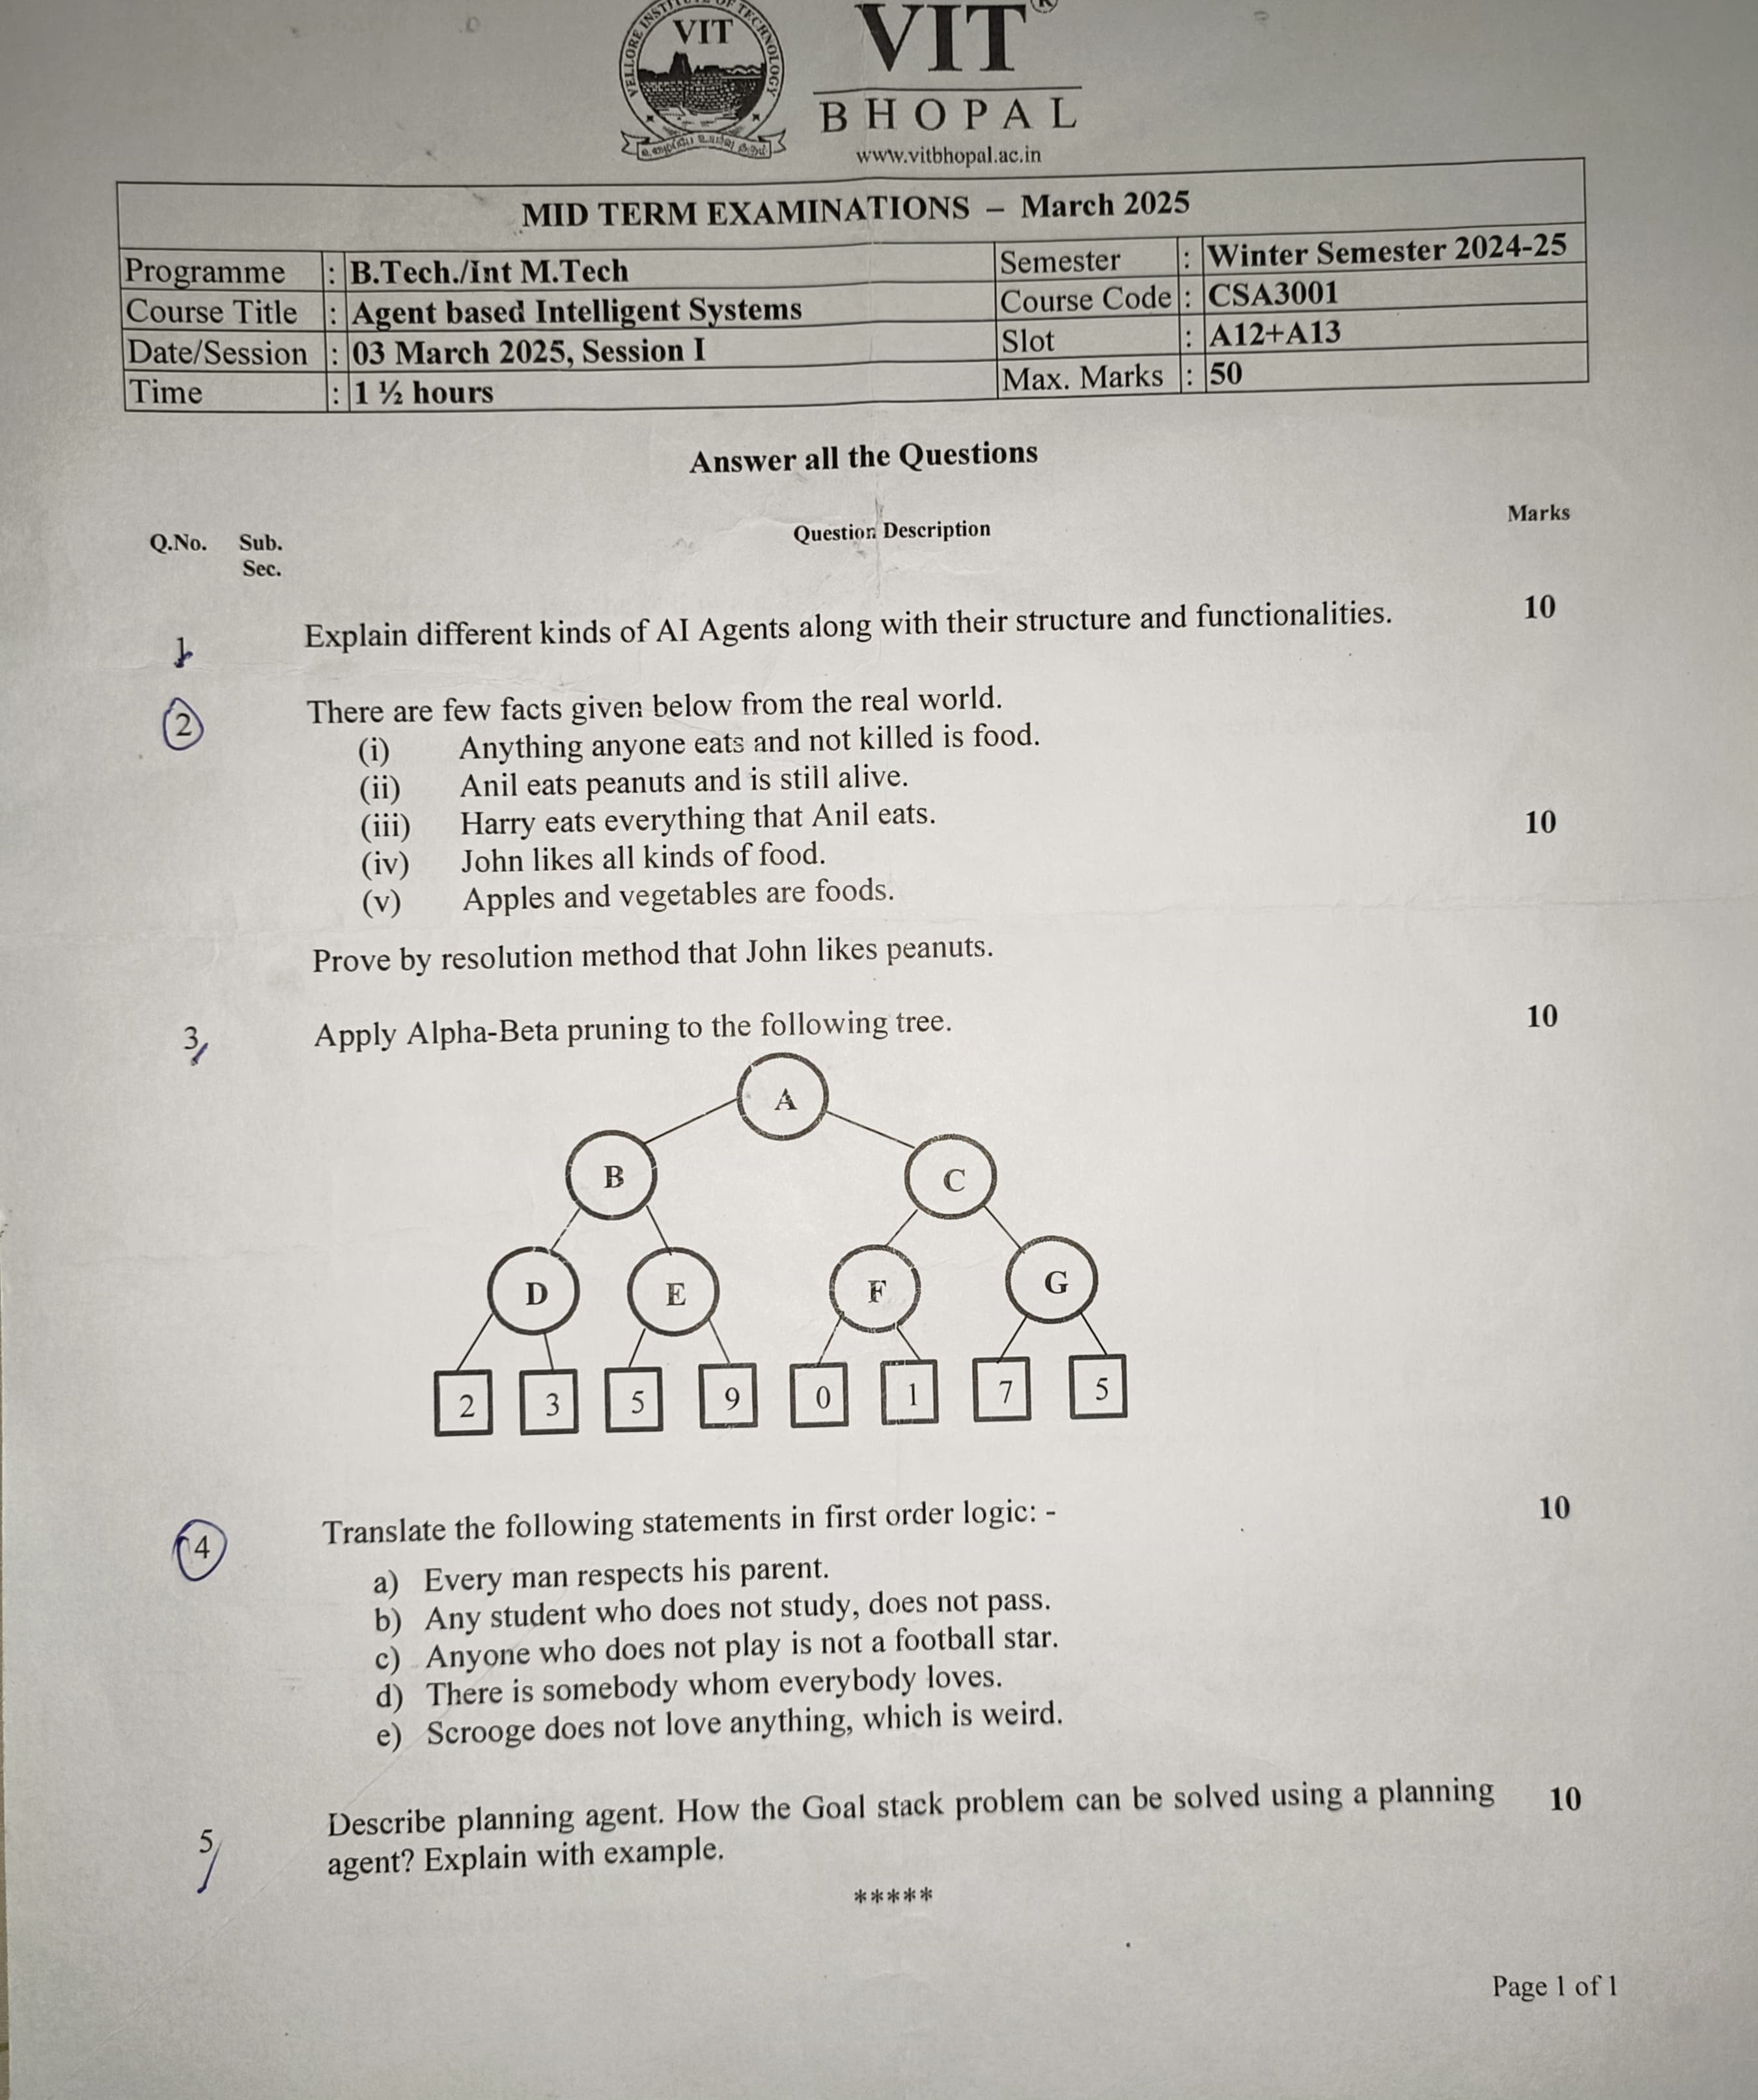 VELLORE INSTITUTE OF TECHNOLOGY
VIT
VIT®
BHOPAL
www.vitbhopal.ac.in
MID TERM EXAMINATIONS – March 2025
Programme : B.Tech./Int M.Tech Semester : Winter Semester 2024-25
Course Title : Agent based Intelligent Systems Course Code : CSA3001
Date/Session : 03 March 2025, Session I Slot : A12+A13
Time : 1 ½ hours Max. Marks : 50
Answer all the Questions
Q.No. Sub. Sec. Question Description Marks
1 Explain different kinds of AI Agents along with their structure and functionalities. 10
2 There are few facts given below from the real world.
(i) Anything anyone eats and not killed is food.
(ii) Anil eats peanuts and is still alive.
(iii) Harry eats everything that Anil eats. 10
(iv) John likes all kinds of food.
(v) Apples and vegetables are foods.
Prove by resolution method that John likes peanuts.
3 Apply Alpha-Beta pruning to the following tree. 10
A
B C
D E F G
2 3 5 9 0 1 7 5
4 Translate the following statements in first order logic: - 10
a) Every man respects his parent.
b) Any student who does not study, does not pass.
c) Anyone who does not play is not a football star.
d) There is somebody whom everybody loves.
e) Scrooge does not love anything, which is weird.
5 Describe planning agent. How the Goal stack problem can be solved using a planning 10
agent? Explain with example.
*****
Page 1 of 1